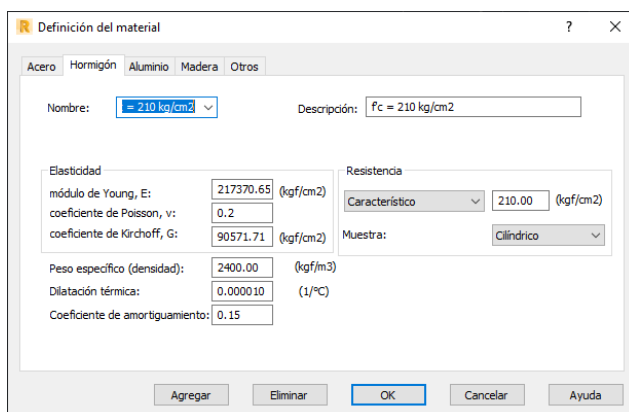 R Definición del material ?
Acero Hormigón Aluminio Madera Otros
Nombre: = 210 kg/cm2 Descripción: f'c = 210 kg/cm2
Elasticidad Resistencia
módulo de Young, E: 217370.65 (kgf/cm2) Característico 210.00 (kgf/cm2)
coeficiente de Poisson, v: 0.2
coeficiente de Kirchoff, G: 90571.71 (kgf/cm2) Muestra: Cilíndrico
Peso específico (densidad): 2400.00 (kgf/m3)
Dilatación térmica: 0.000010 (1/°C)
Coeficiente de amortiguamiento: 0.15
Agregar Eliminar OK Cancelar Ayuda